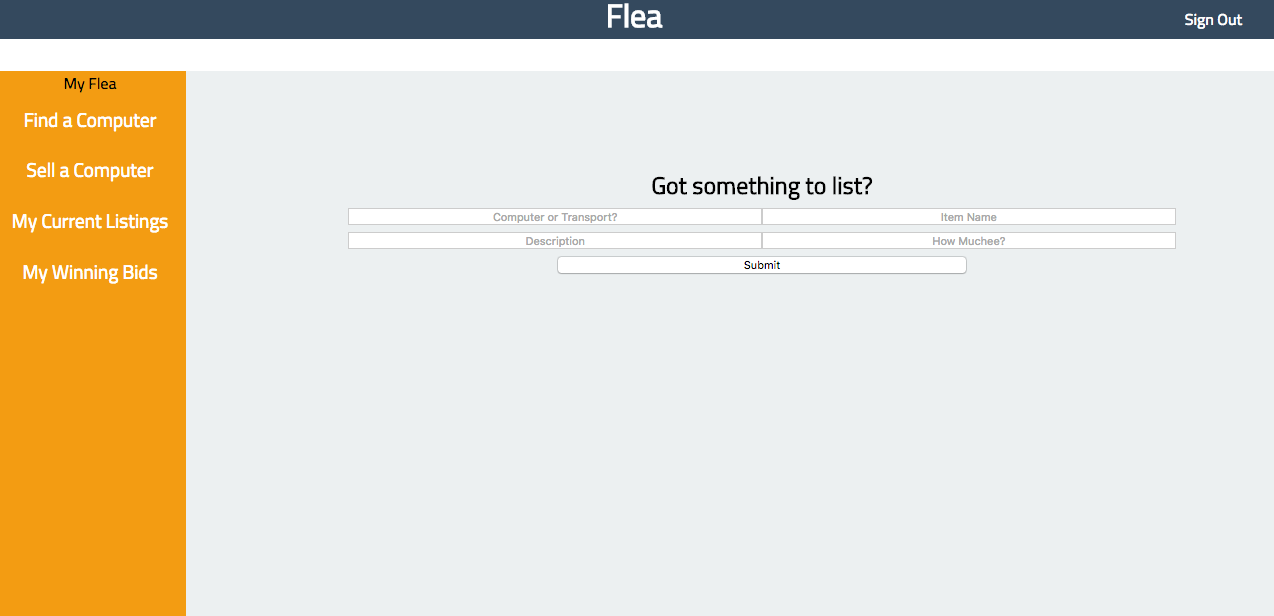 Flea
Sign Out
My Flea
Find a Computer
Sell a Computer
My Current Listings
My Winning Bids
Got something to list?
Computer or Transport? Item Name
Description How Muchee?
Submit